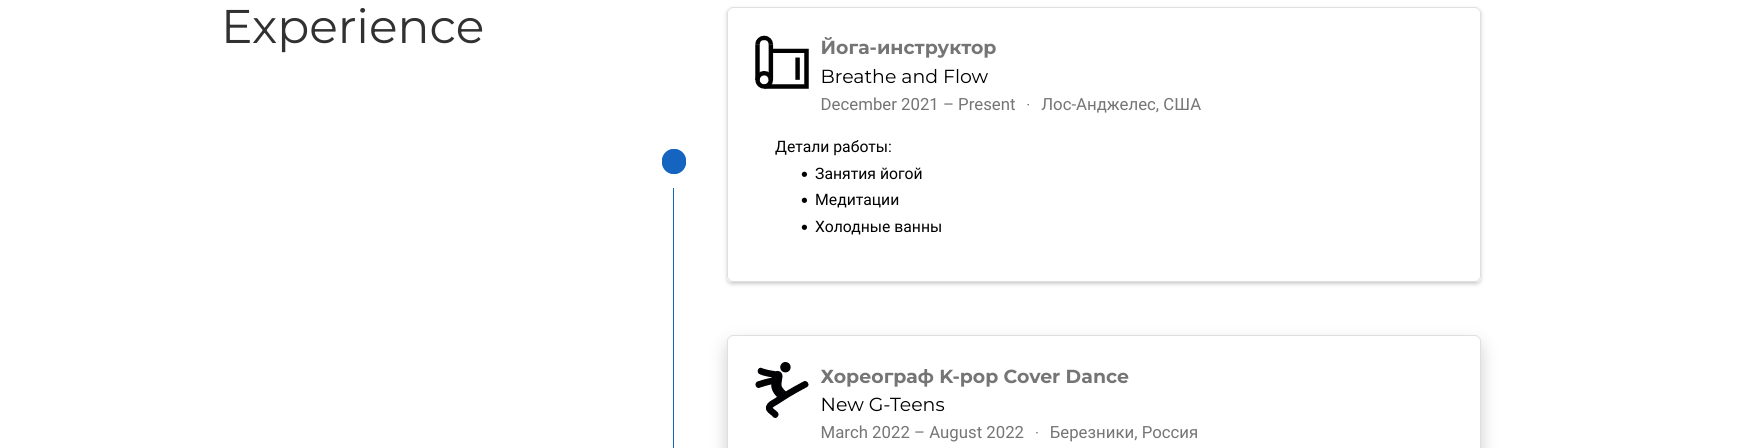 Experience
Йога-инструктор
Breathe and Flow
December 2021 – Present · Лос-Анджелес, США
Детали работы:
• Занятия йогой
• Медитации
• Холодные ванны
Хореограф K-pop Cover Dance
New G-Teens
March 2022 – August 2022 · Березники, Россия